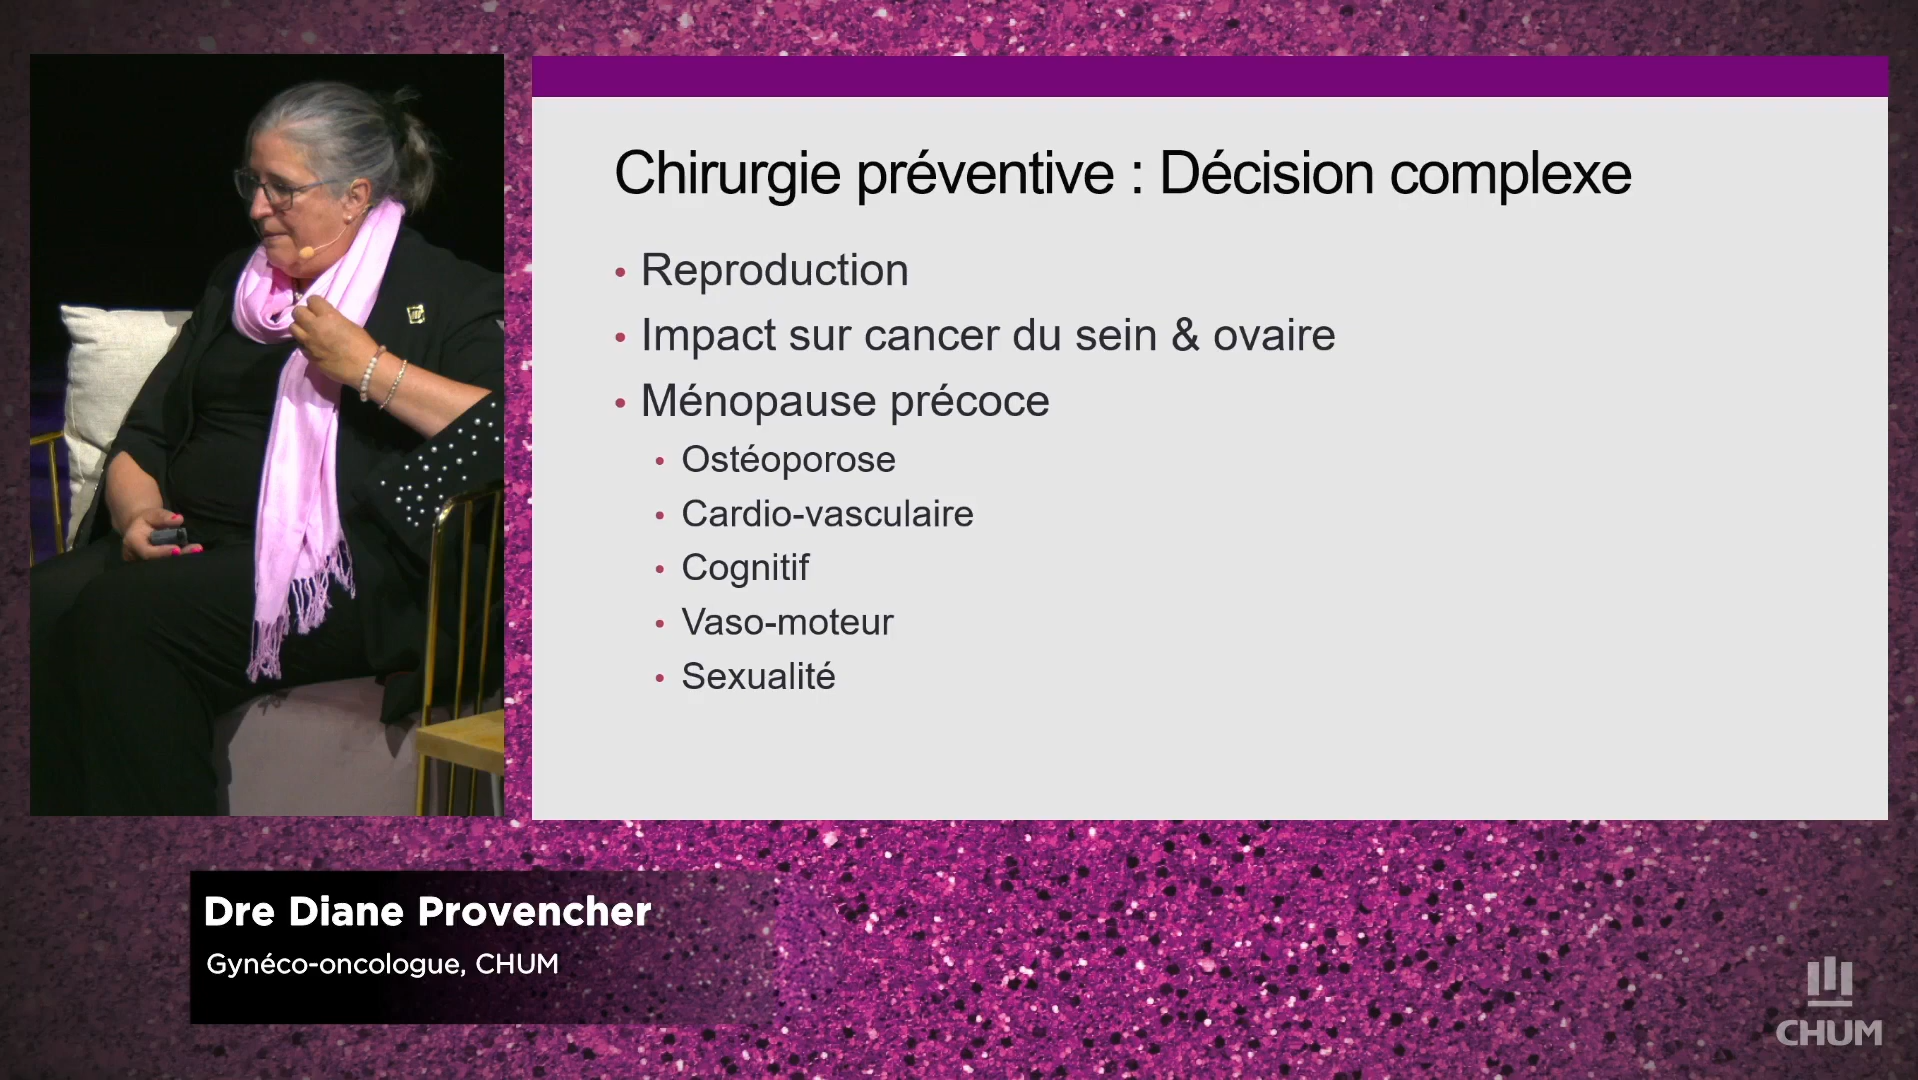 Chirurgie préventive : Décision complexe
• Reproduction
• Impact sur cancer du sein & ovaire
• Ménopause précoce
• Ostéoporose
• Cardio-vasculaire
• Cognitif
• Vaso-moteur
• Sexualité
Dre Diane Provencher
Gynéco-oncologue, CHUM
CHUM